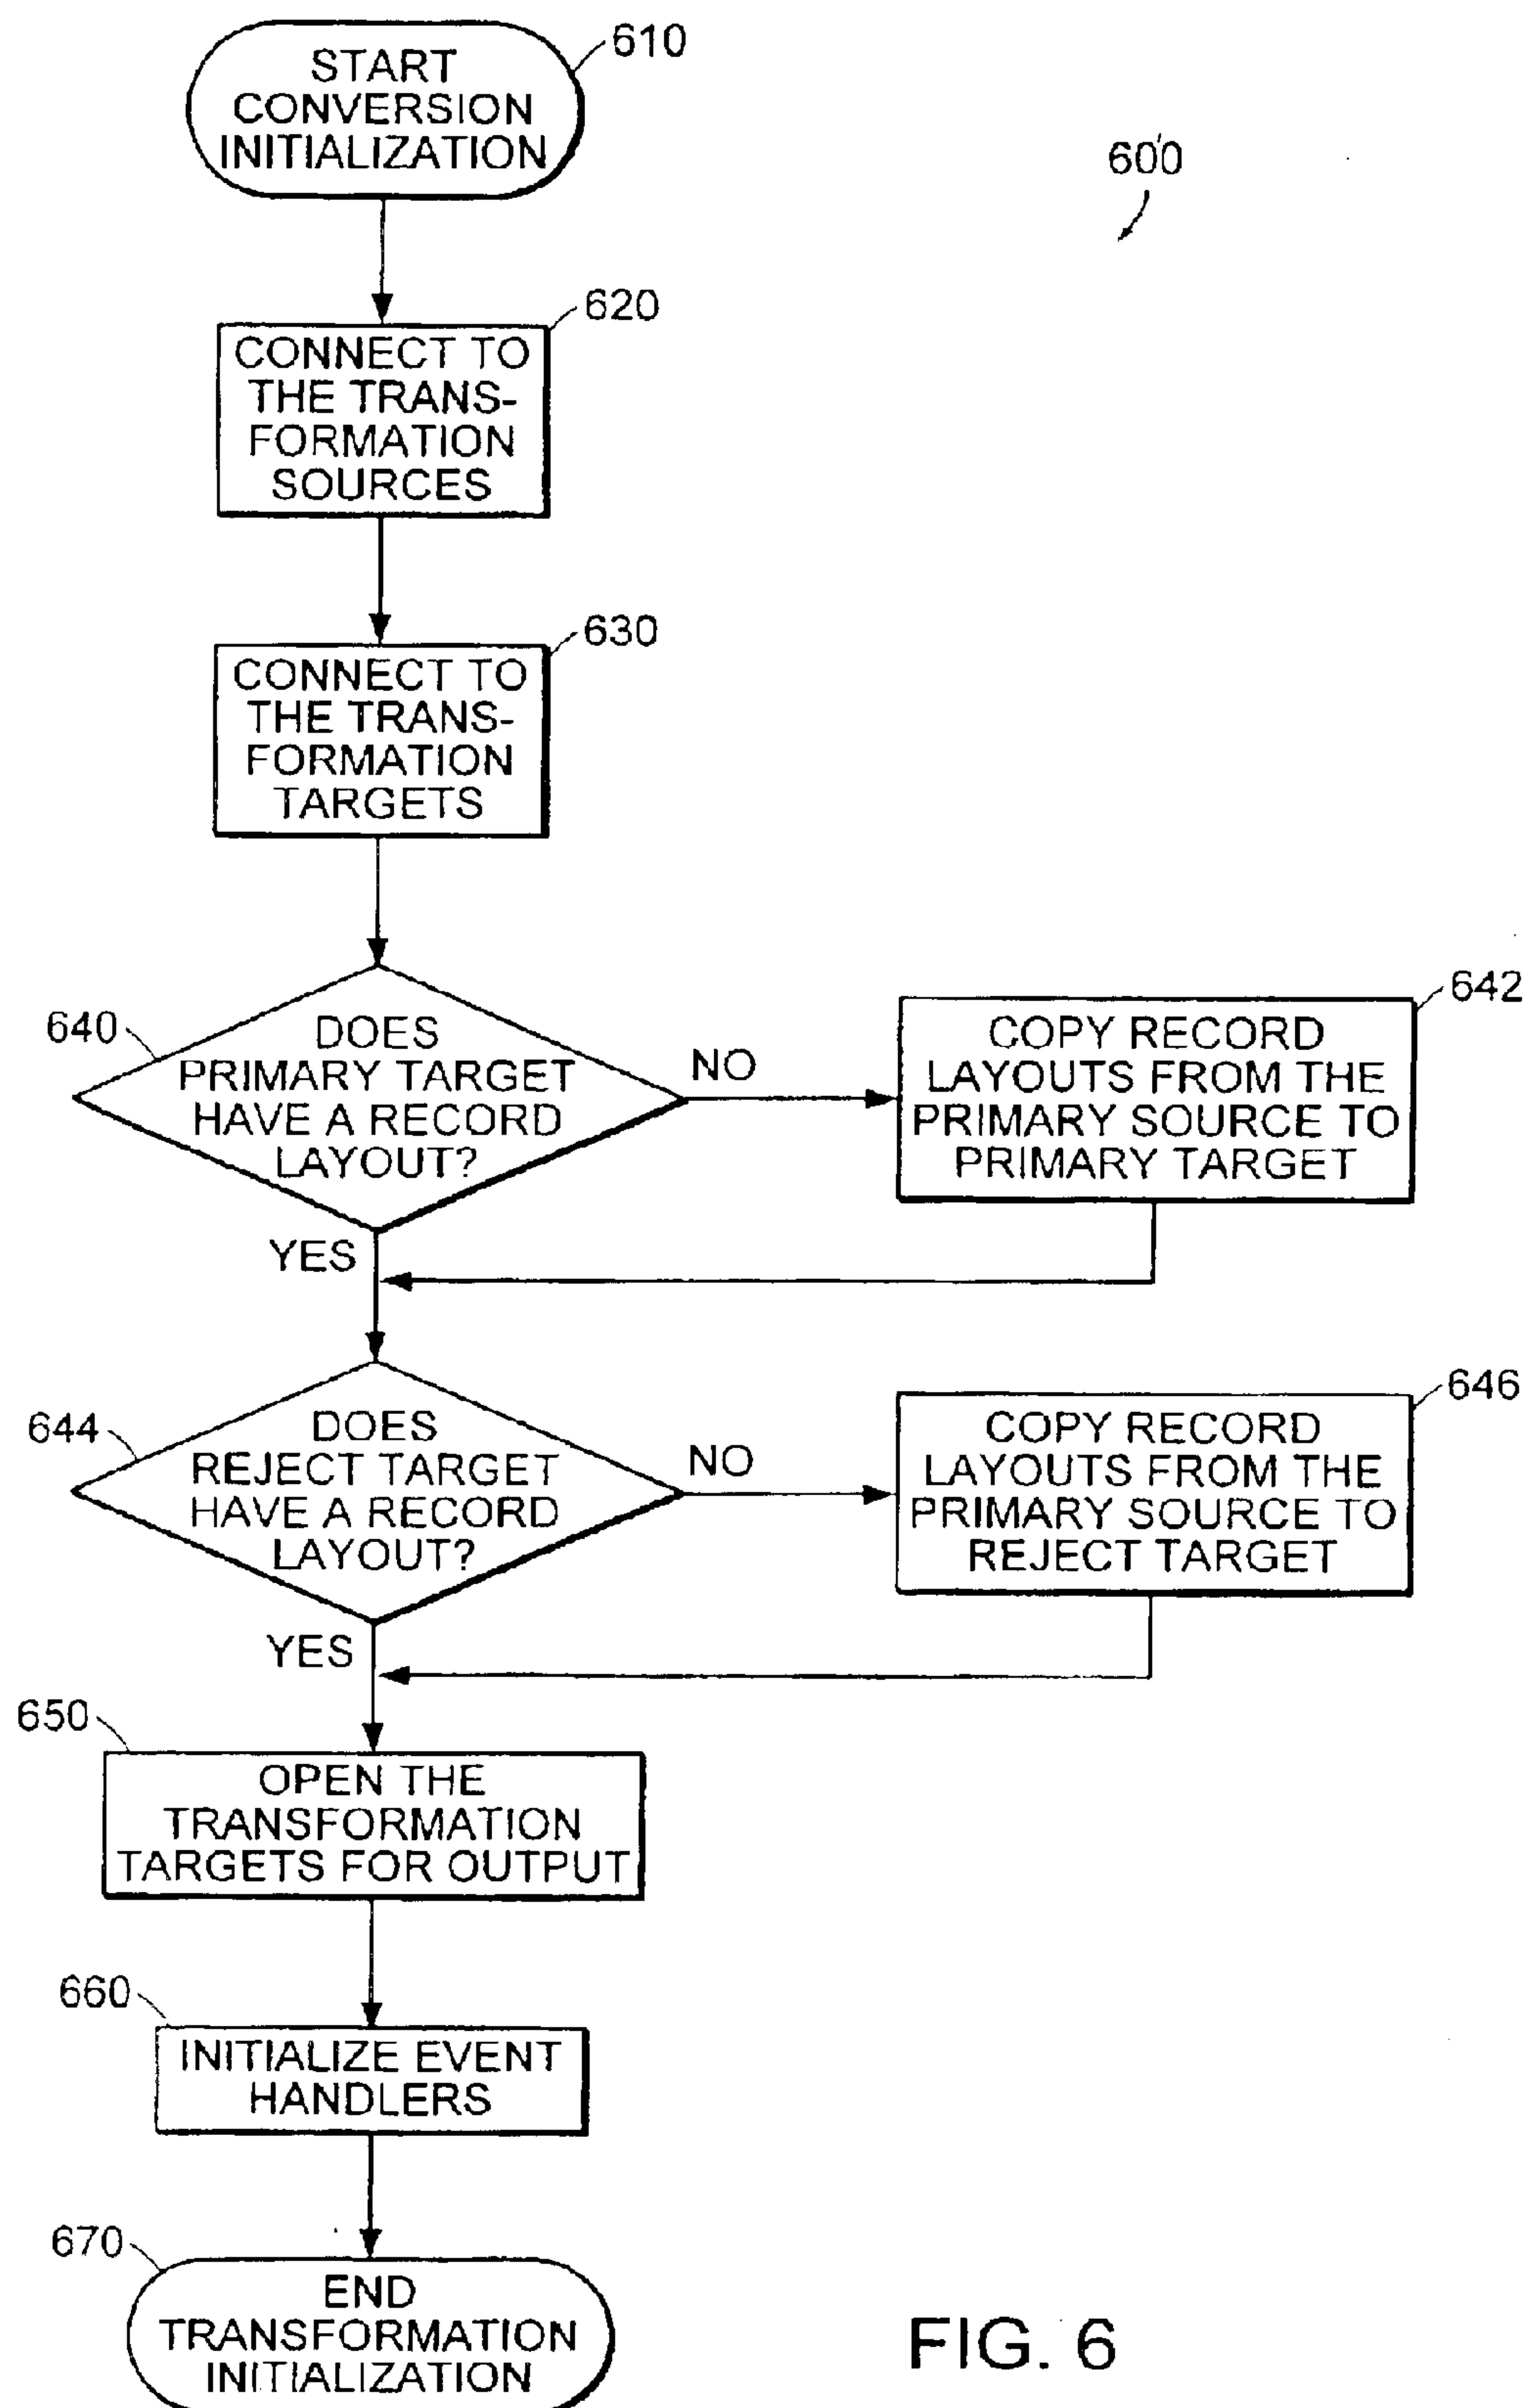 610
START
CONVERSION
INITIALIZATION
600
620
CONNECT TO
THE TRANS-
FORMATION
SOURCES
630
CONNECT TO
THE TRANS-
FORMATION
TARGETS
640
DOES
PRIMARY TARGET
HAVE A RECORD
LAYOUT?
NO
642
COPY RECORD
LAYOUTS FROM THE
PRIMARY SOURCE TO
PRIMARY TARGET
YES
644
DOES
REJECT TARGET
HAVE A RECORD
LAYOUT?
NO
646
COPY RECORD
LAYOUTS FROM THE
PRIMARY SOURCE TO
REJECT TARGET
YES
650
OPEN THE
TRANSFORMATION
TARGETS FOR OUTPUT
660
INITIALIZE EVENT
HANDLERS
670
END
TRANSFORMATION
INITIALIZATION
FIG. 6